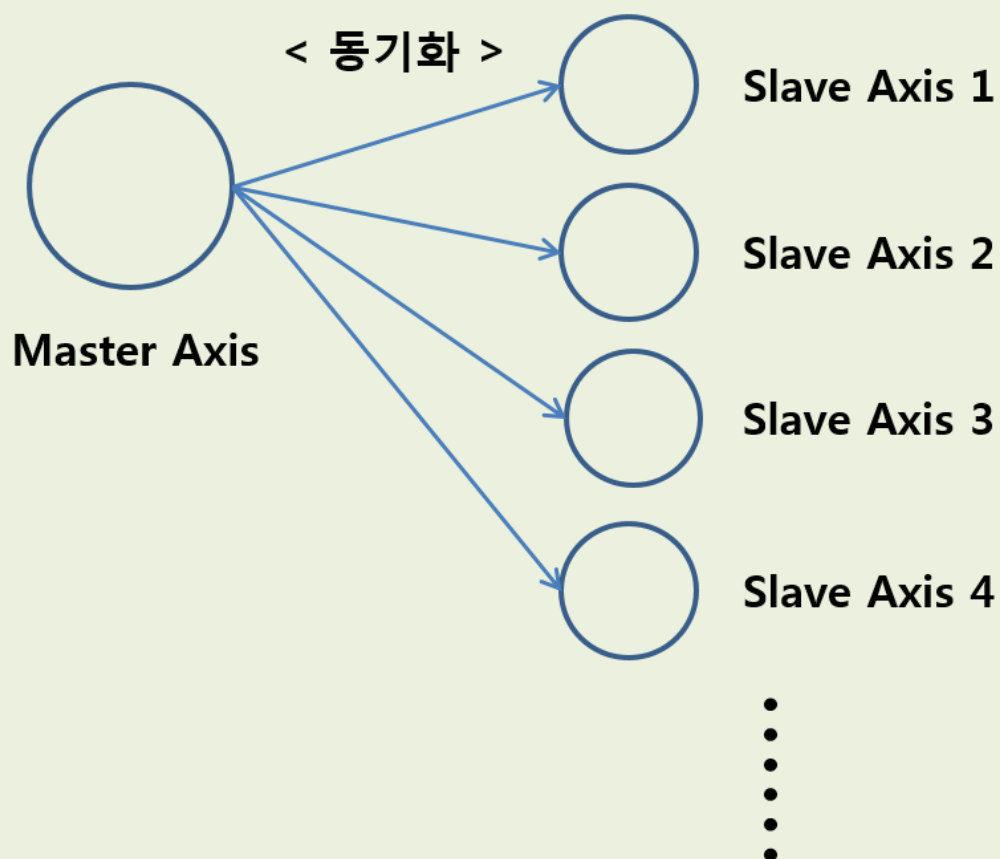 < 동기화 >
Slave Axis 1
Slave Axis 2
Master Axis
Slave Axis 3
Slave Axis 4